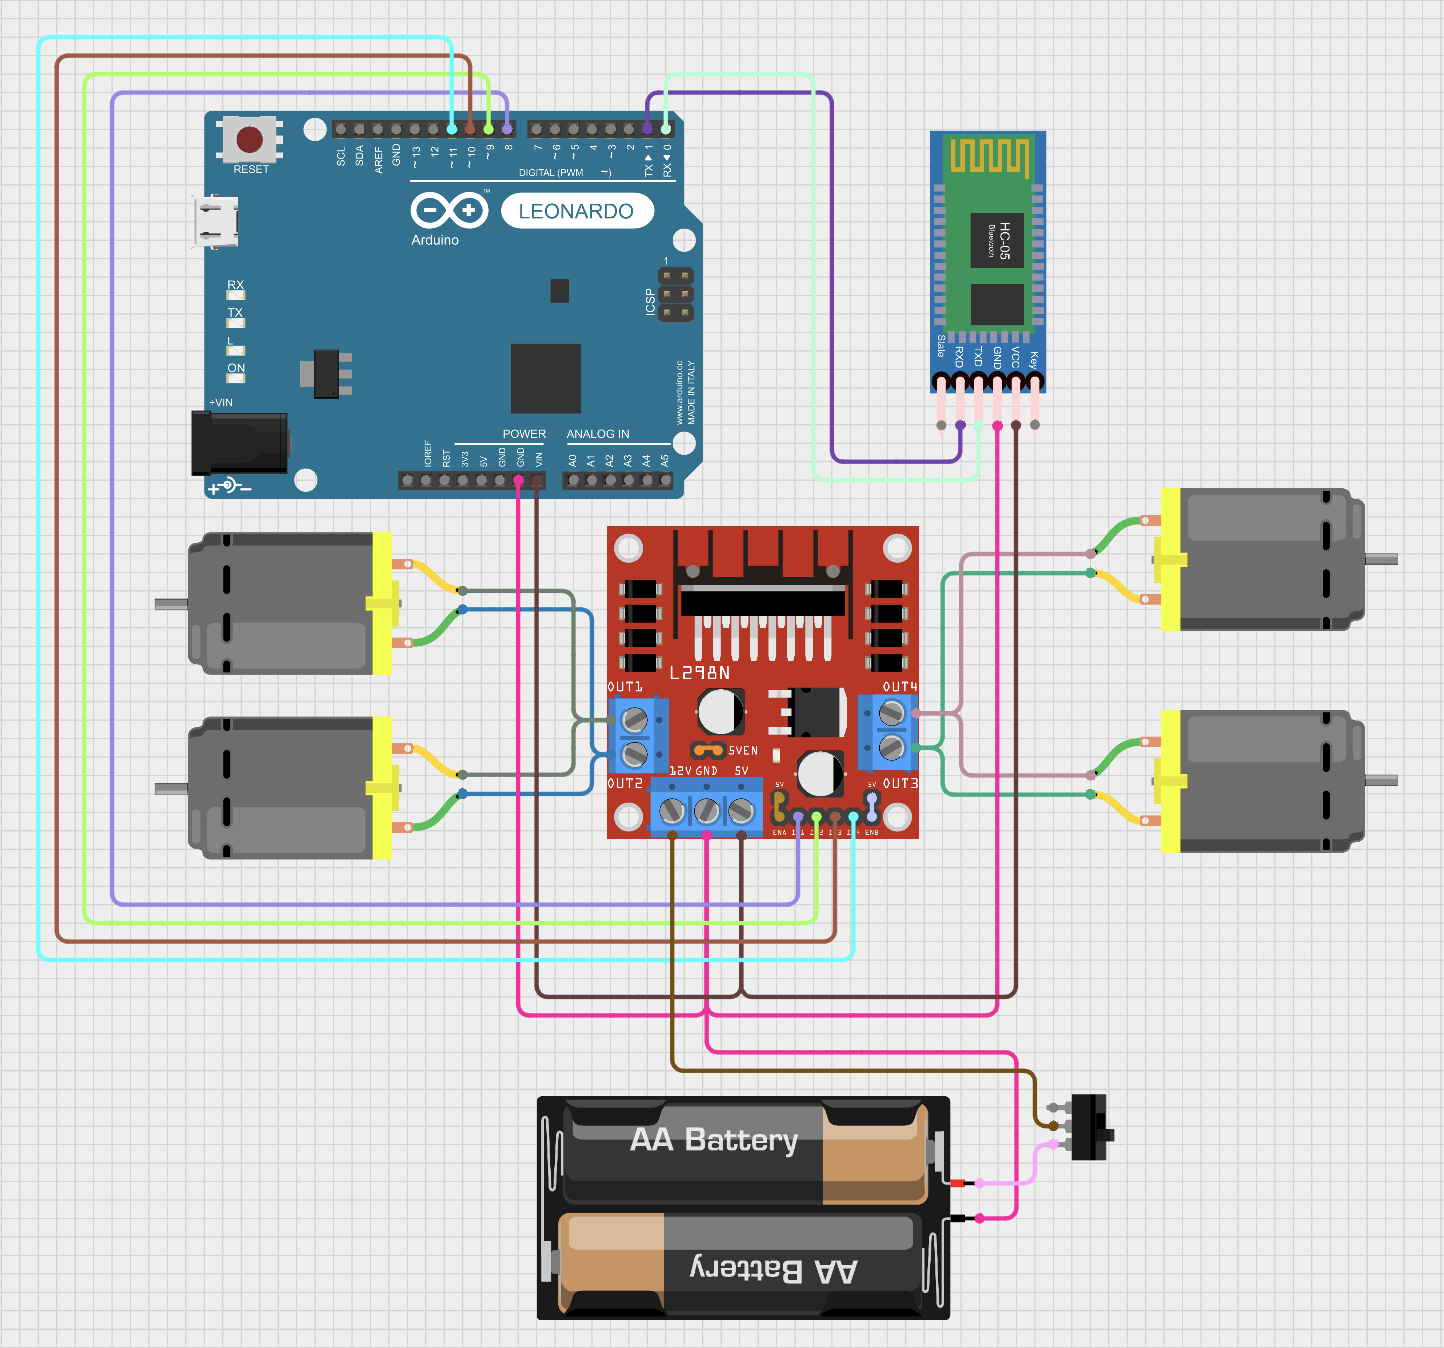 RESET
SCL
SDA
AREF
GND
~13
12
~11
~10
~9
8
7
~6
~5
4
~3
2
TX ▶ 1
RX ◀ 0
DIGITAL (PWM ~)
™
LEONARDO
Arduino
1
ICSP
RX
TX
L
ON
+VIN
www.arduino.cc
MADE IN ITALY
POWER
ANALOG IN
IOREF
RST
3V3
5V
GND
GND
VIN
A0
A1
A2
A3
A4
A5
HC-05
Bluetooth
State
RXD
TXD
GND
VCC
Key
L298N
OUT1
OUT4
5VEN
OUT2
12V GND 5V
OUT3
5V
5V
ENA
ENB
AA Battery
AA Battery